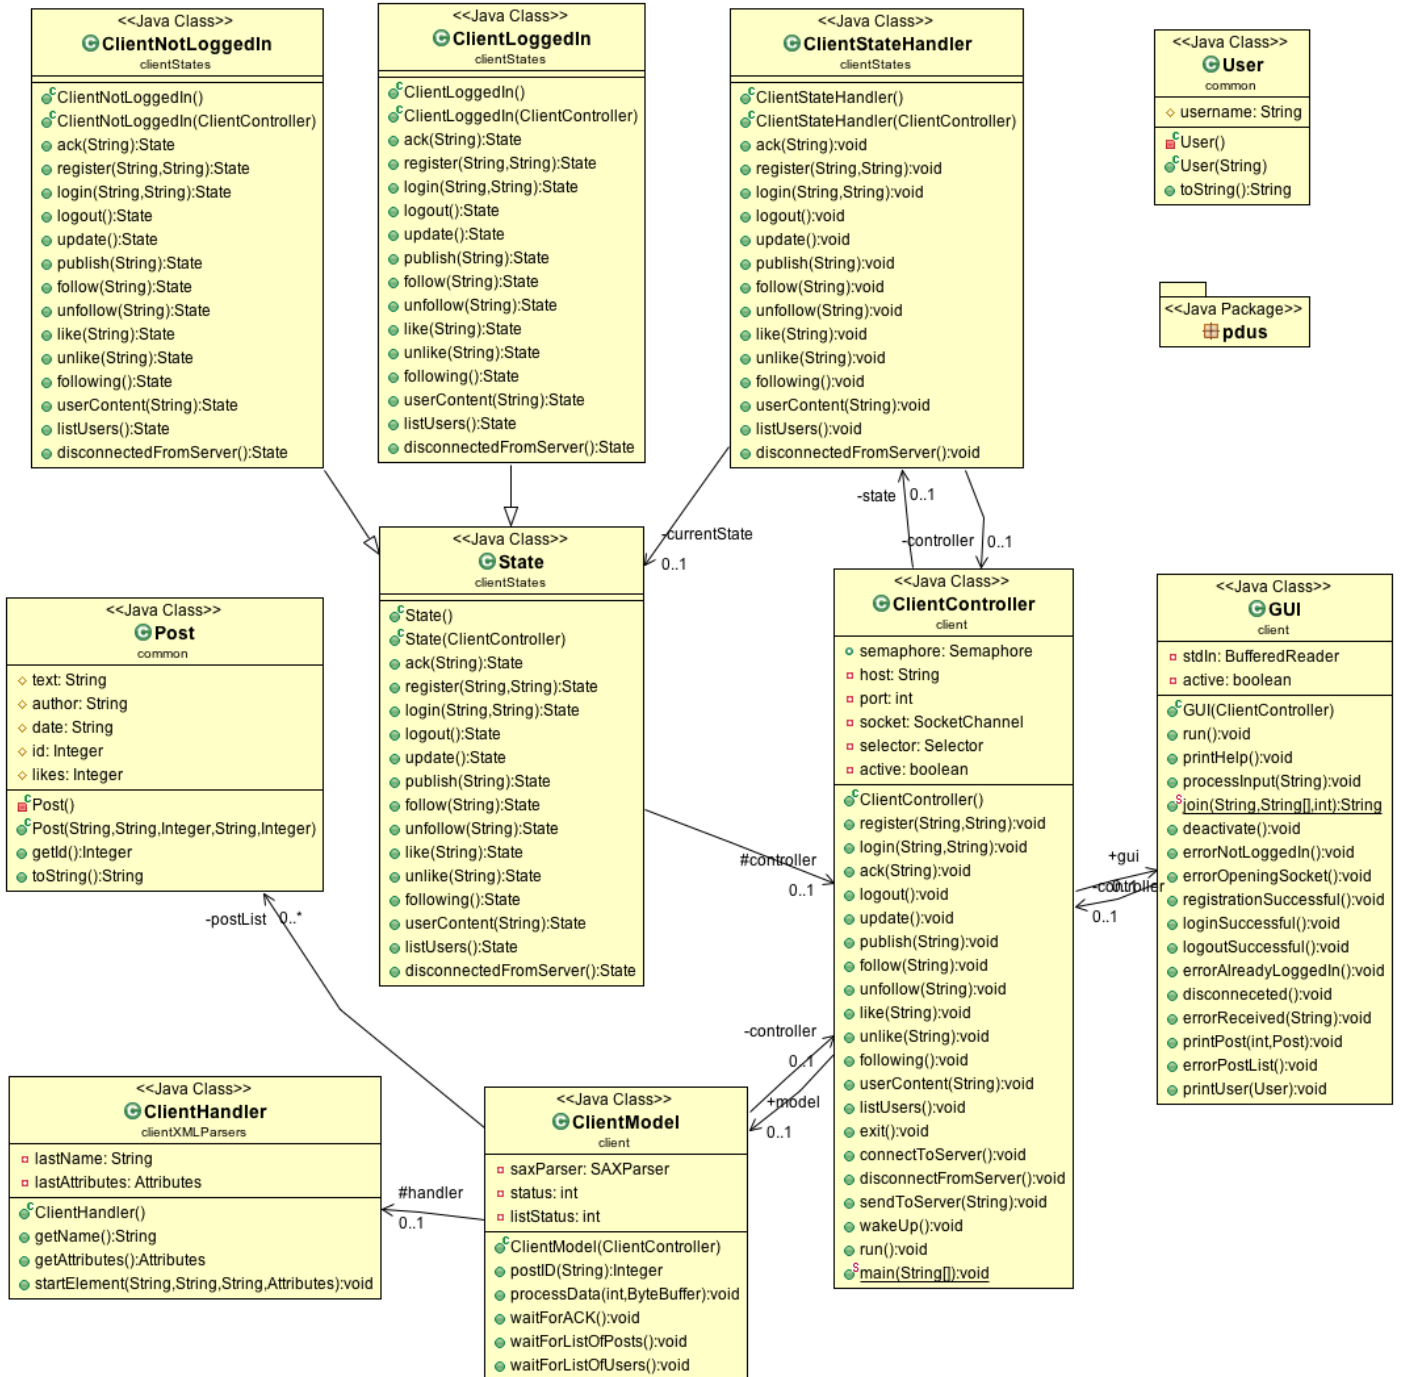 <<Java Class>>
ClientNotLoggedIn
clientStates
ClientNotLoggedIn()
ClientNotLoggedIn(ClientController)
ack(String):State
register(String,String):State
login(String,String):State
logout():State
update():State
publish(String):State
follow(String):State
unfollow(String):State
like(String):State
unlike(String):State
following():State
userContent(String):State
listUsers():State
disconnectedFromServer():State
<<Java Class>>
ClientLoggedIn
clientStates
ClientLoggedIn()
ClientLoggedIn(ClientController)
ack(String):State
register(String,String):State
login(String,String):State
logout():State
update():State
publish(String):State
follow(String):State
unfollow(String):State
like(String):State
unlike(String):State
following():State
userContent(String):State
listUsers():State
disconnectedFromServer():State
<<Java Class>>
ClientStateHandler
clientStates
ClientStateHandler()
ClientStateHandler(ClientController)
ack(String):void
register(String,String):void
login(String,String):void
logout():void
update():void
publish(String):void
follow(String):void
unfollow(String):void
like(String):void
unlike(String):void
following():void
userContent(String):void
listUsers():void
disconnectedFromServer():void
<<Java Class>>
User
common
username: String
User()
User(String)
toString():String
<<Java Package>>
pdus
-currentState
0..1
-state
0..1
-controller
0..1
<<Java Class>>
State
clientStates
State()
State(ClientController)
ack(String):State
register(String,String):State
login(String,String):State
logout():State
update():State
publish(String):State
follow(String):State
unfollow(String):State
like(String):State
unlike(String):State
following():State
userContent(String):State
listUsers():State
disconnectedFromServer():State
<<Java Class>>
Post
common
text: String
author: String
date: String
id: Integer
likes: Integer
Post()
Post(String,String,Integer,String,Integer)
getId():Integer
toString():String
-postList
0..*
#controller
0..1
<<Java Class>>
ClientController
client
semaphore: Semaphore
host: String
port: int
socket: SocketChannel
selector: Selector
active: boolean
ClientController()
register(String,String):void
login(String,String):void
ack(String):void
logout():void
update():void
publish(String):void
follow(String):void
unfollow(String):void
like(String):void
unlike(String):void
following():void
userContent(String):void
listUsers():void
exit():void
connectToServer():void
disconnectFromServer():void
sendToServer(String):void
wakeUp():void
run():void
main(String[]):void
+gui
0..1
-controller
0..1
<<Java Class>>
GUI
client
stdIn: BufferedReader
active: boolean
GUI(ClientController)
run():void
printHelp():void
processInput(String):void
join(String,String[],int):String
deactivate():void
errorNotLoggedIn():void
errorOpeningSocket():void
registrationSuccessful():void
loginSuccessful():void
logoutSuccessful():void
errorAlreadyLoggedIn():void
disconneceted():void
errorReceived(String):void
printPost(int,Post):void
errorPostList():void
printUser(User):void
-controller
0..1
+model
0..1
<<Java Class>>
ClientHandler
clientXMLParsers
lastName: String
lastAttributes: Attributes
ClientHandler()
getName():String
getAttributes():Attributes
startElement(String,String,String,Attributes):void
#handler
0..1
<<Java Class>>
ClientModel
client
saxParser: SAXParser
status: int
listStatus: int
ClientModel(ClientController)
postID(String):Integer
processData(int,ByteBuffer):void
waitForACK():void
waitForListOfPosts():void
waitForListOfUsers():void